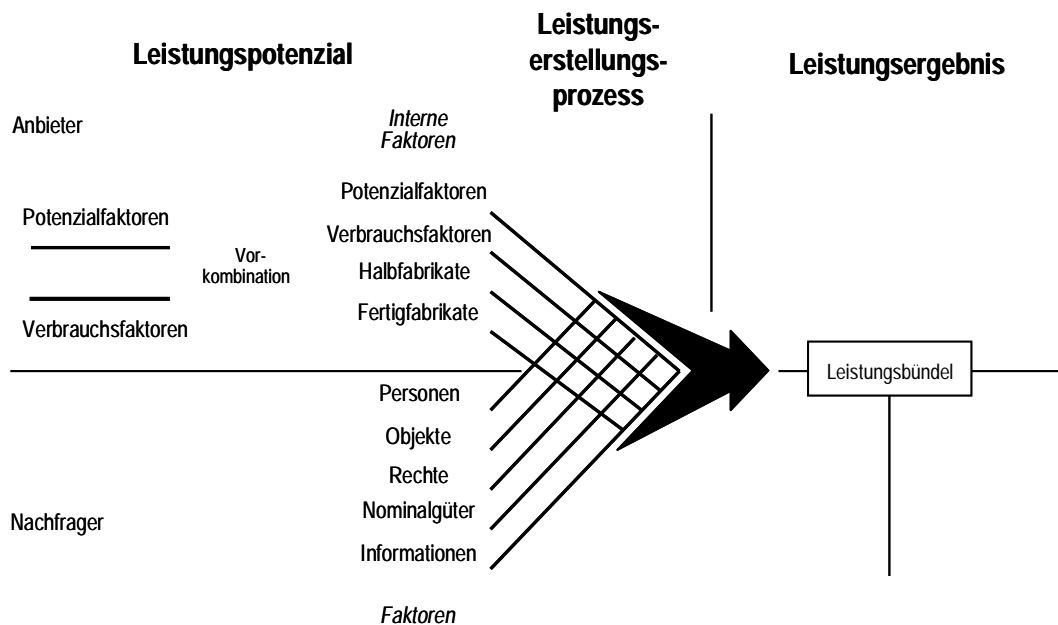 Leistungspotenzial
Leistungs-
erstellungs-
prozess
Leistungsergebnis
Anbieter
Interne
Faktoren
Potenzialfaktoren
Verbrauchsfaktoren
Halbfabrikate
Fertigfabrikate
Potenzialfaktoren
Vor-
kombination
Verbrauchsfaktoren
Leistungsbündel
Personen
Objekte
Rechte
Nominalgüter
Informationen
Nachfrager
Faktoren